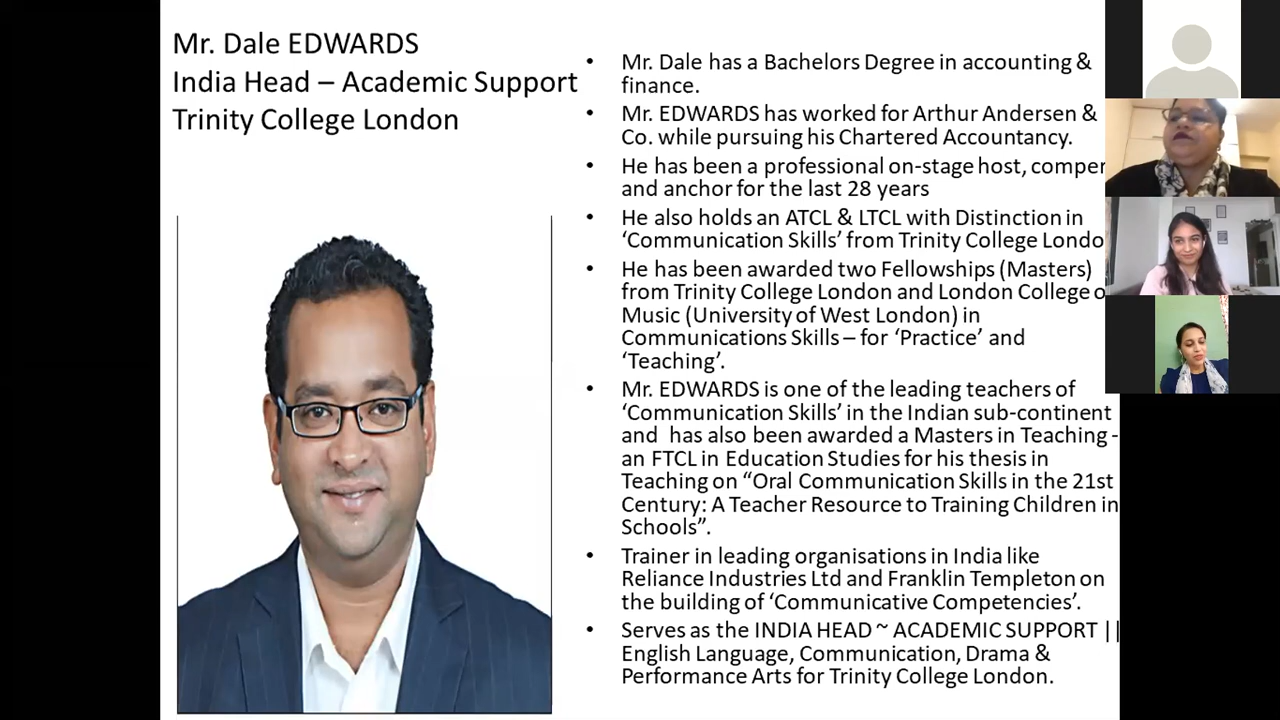 Mr. Dale EDWARDS
India Head – Academic Support
Trinity College London
• Mr. Dale has a Bachelors Degree in accounting &
finance.
• Mr. EDWARDS has worked for Arthur Andersen &
Co. while pursuing his Chartered Accountancy.
• He has been a professional on-stage host, comper
and anchor for the last 28 years
• He also holds an ATCL & LTCL with Distinction in
‘Communication Skills’ from Trinity College Londo
• He has been awarded two Fellowships (Masters)
from Trinity College London and London College o
Music (University of West London) in
Communications Skills – for ‘Practice’ and
‘Teaching’.
• Mr. EDWARDS is one of the leading teachers of
‘Communication Skills’ in the Indian sub-continent
and  has also been awarded a Masters in Teaching -
an FTCL in Education Studies for his thesis in
Teaching on “Oral Communication Skills in the 21st
Century: A Teacher Resource to Training Children in
Schools”.
• Trainer in leading organisations in India like
Reliance Industries Ltd and Franklin Templeton on
the building of ‘Communicative Competencies’.
• Serves as the INDIA HEAD ~ ACADEMIC SUPPORT ||
English Language, Communication, Drama &
Performance Arts for Trinity College London.